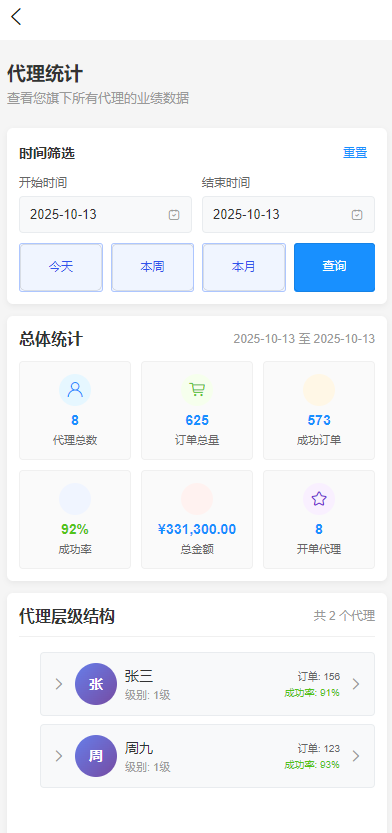 代理统计
查看您旗下所有代理的业绩数据
时间筛选 重置
开始时间 结束时间
2025-10-13 2025-10-13
今天 本周 本月 查询
总体统计 2025-10-13 至 2025-10-13
8 625 573
代理总数 订单总量 成功订单
92% ¥331,300.00 8
成功率 总金额 开单代理
代理层级结构 共 2 个代理
张 张三 订单: 156
级别: 1级 成功率: 91%
周 周九 订单: 123
级别: 1级 成功率: 93%